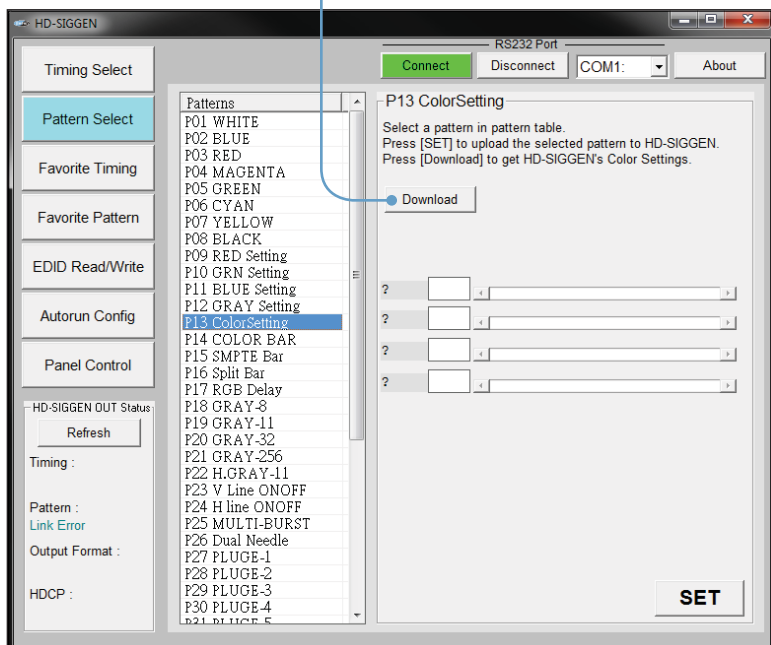 HD-SIGGEN
RS232 Port
Connect
Disconnect
COM1:
About
Timing Select
Pattern Select
Favorite Timing
Favorite Pattern
EDID Read/Write
Autorun Config
Panel Control
HD-SIGGEN OUT Status
Refresh
Timing :
Pattern :
Link Error
Output Format :
HDCP :
Patterns
P01 WHITE
P02 BLUE
P03 RED
P04 MAGENTA
P05 GREEN
P06 CYAN
P07 YELLOW
P08 BLACK
P09 RED Setting
P10 GRN Setting
P11 BLUE Setting
P12 GRAY Setting
P13 ColorSetting
P14 COLOR BAR
P15 SMPTE Bar
P16 Split Bar
P17 RGB Delay
P18 GRAY-8
P19 GRAY-11
P20 GRAY-32
P21 GRAY-256
P22 H.GRAY-11
P23 V Line ONOFF
P24 H line ONOFF
P25 MULTI-BURST
P26 Dual Needle
P27 PLUGE-1
P28 PLUGE-2
P29 PLUGE-3
P30 PLUGE-4
P31 PLUGE-5
P13 ColorSetting
Select a pattern in pattern table.
Press [SET] to upload the selected pattern to HD-SIGGEN.
Press [Download] to get HD-SIGGEN's Color Settings.
Download
?
?
?
?
SET